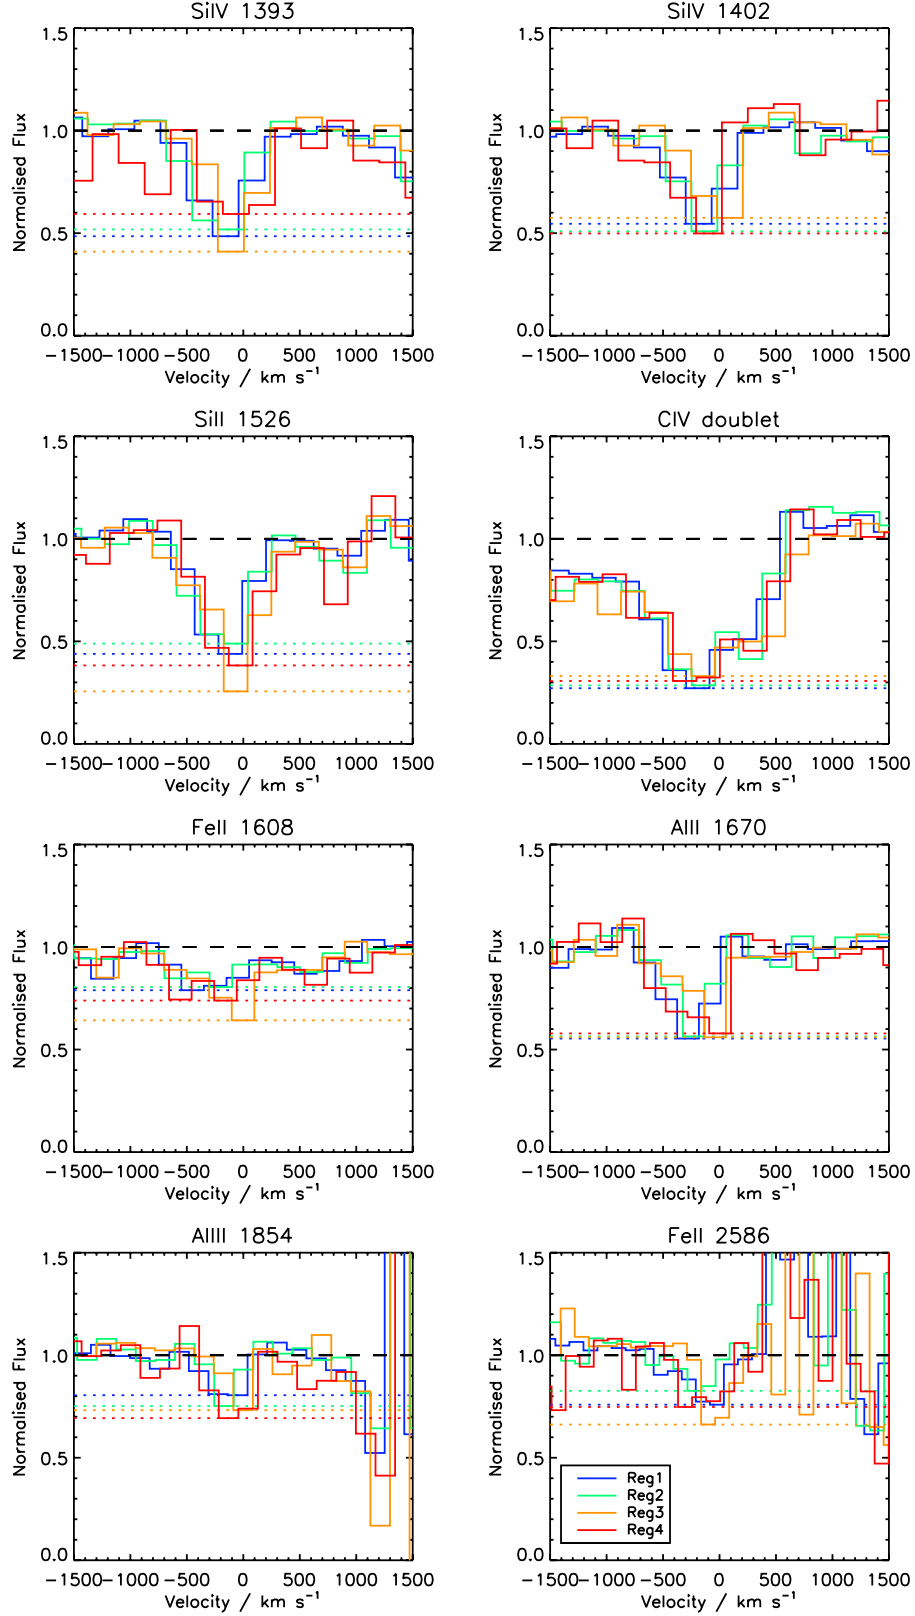 SiIV 1393
SiIV 1402
1.5
1.0
0.5
0.0
Normalised Flux
−1500−1000 −500 0 500 1000 1500
Velocity / km s⁻¹
1.5
1.0
0.5
0.0
Normalised Flux
−1500−1000 −500 0 500 1000 1500
Velocity / km s⁻¹
SiII 1526
CIV doublet
1.5
1.0
0.5
0.0
Normalised Flux
−1500−1000 −500 0 500 1000 1500
Velocity / km s⁻¹
1.5
1.0
0.5
0.0
Normalised Flux
−1500−1000 −500 0 500 1000 1500
Velocity / km s⁻¹
FeII 1608
AlII 1670
1.5
1.0
0.5
0.0
Normalised Flux
−1500−1000 −500 0 500 1000 1500
Velocity / km s⁻¹
1.5
1.0
0.5
0.0
Normalised Flux
−1500−1000 −500 0 500 1000 1500
Velocity / km s⁻¹
AlIII 1854
FeII 2586
1.5
1.0
0.5
0.0
Normalised Flux
−1500−1000 −500 0 500 1000 1500
Velocity / km s⁻¹
1.5
1.0
0.5
0.0
Normalised Flux
Reg1
Reg2
Reg3
Reg4
−1500−1000 −500 0 500 1000 1500
Velocity / km s⁻¹